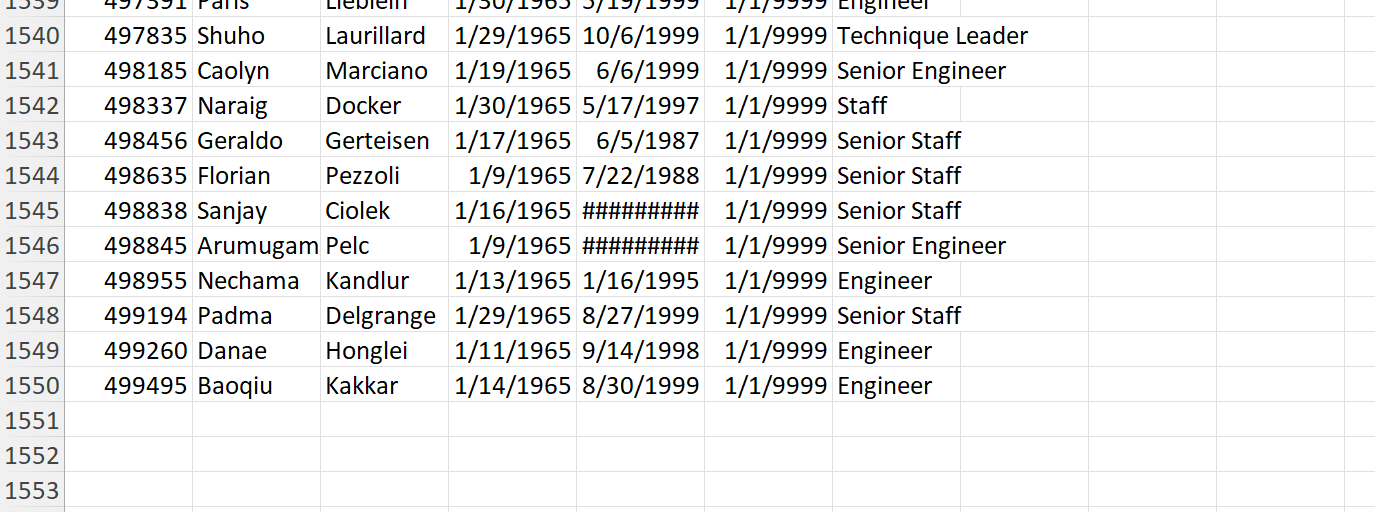 1539 497391 Paris Lieblein 1/30/1965 5/19/1999 1/1/9999 Engineer
1540 497835 Shuho Laurillard 1/29/1965 10/6/1999 1/1/9999 Technique Leader
1541 498185 Caolyn Marciano 1/19/1965 6/6/1999 1/1/9999 Senior Engineer
1542 498337 Naraig Docker 1/30/1965 5/17/1997 1/1/9999 Staff
1543 498456 Geraldo Gerteisen 1/17/1965 6/5/1987 1/1/9999 Senior Staff
1544 498635 Florian Pezzoli 1/9/1965 7/22/1988 1/1/9999 Senior Staff
1545 498838 Sanjay Ciolek 1/16/1965 ######### 1/1/9999 Senior Staff
1546 498845 Arumugam Pelc 1/9/1965 ######### 1/1/9999 Senior Engineer
1547 498955 Nechama Kandlur 1/13/1965 1/16/1995 1/1/9999 Engineer
1548 499194 Padma Delgrange 1/29/1965 8/27/1999 1/1/9999 Senior Staff
1549 499260 Danae Honglei 1/11/1965 9/14/1998 1/1/9999 Engineer
1550 499495 Baoqiu Kakkar 1/14/1965 8/30/1999 1/1/9999 Engineer
1551
1552
1553